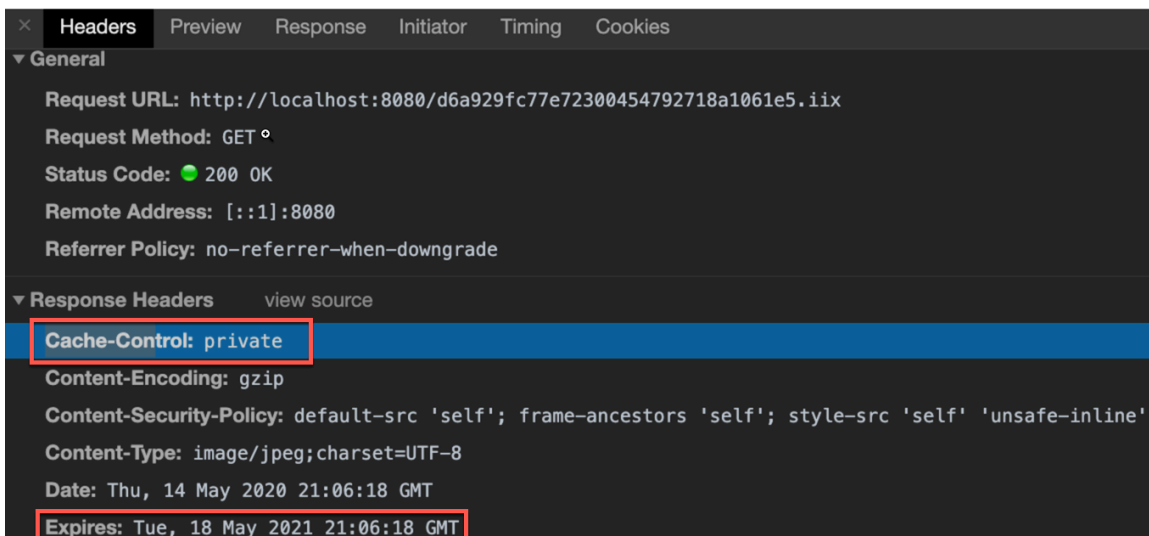 × Headers Preview Response Initiator Timing Cookies
▼ General
Request URL: http://localhost:8080/d6a929fc77e72300454792718a1061e5.iix
Request Method: GET
Status Code: 200 OK
Remote Address: [::1]:8080
Referrer Policy: no-referrer-when-downgrade
▼ Response Headers view source
Cache-Control: private
Content-Encoding: gzip
Content-Security-Policy: default-src 'self'; frame-ancestors 'self'; style-src 'self' 'unsafe-inline'
Content-Type: image/jpeg;charset=UTF-8
Date: Thu, 14 May 2020 21:06:18 GMT
Expires: Tue, 18 May 2021 21:06:18 GMT